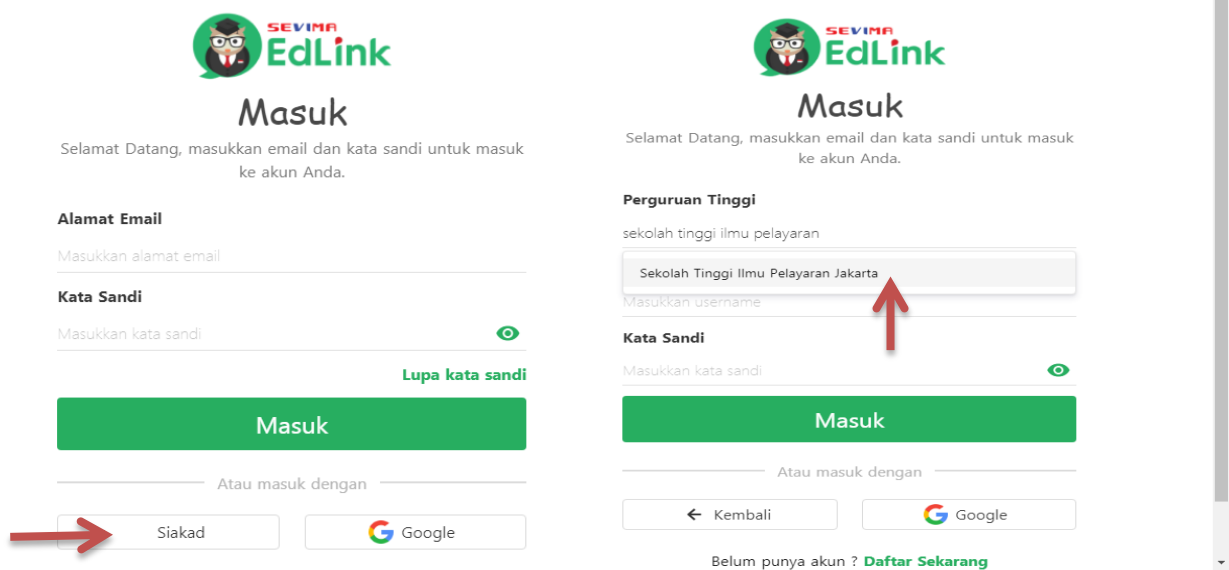 SEVIMA
EdLink
Masuk
Selamat Datang, masukkan email dan kata sandi untuk masuk
ke akun Anda.
Alamat Email
Masukkan alamat email
Kata Sandi
Masukkan kata sandi
Lupa kata sandi
Masuk
Atau masuk dengan
Siakad
Google
SEVIMA
EdLink
Masuk
Selamat Datang, masukkan email dan kata sandi untuk masuk
ke akun Anda.
Perguruan Tinggi
sekolah tinggi ilmu pelayaran
Sekolah Tinggi Ilmu Pelayaran Jakarta
Masukkan username
Kata Sandi
Masukkan kata sandi
Masuk
Atau masuk dengan
Kembali
Google
Belum punya akun ? Daftar Sekarang